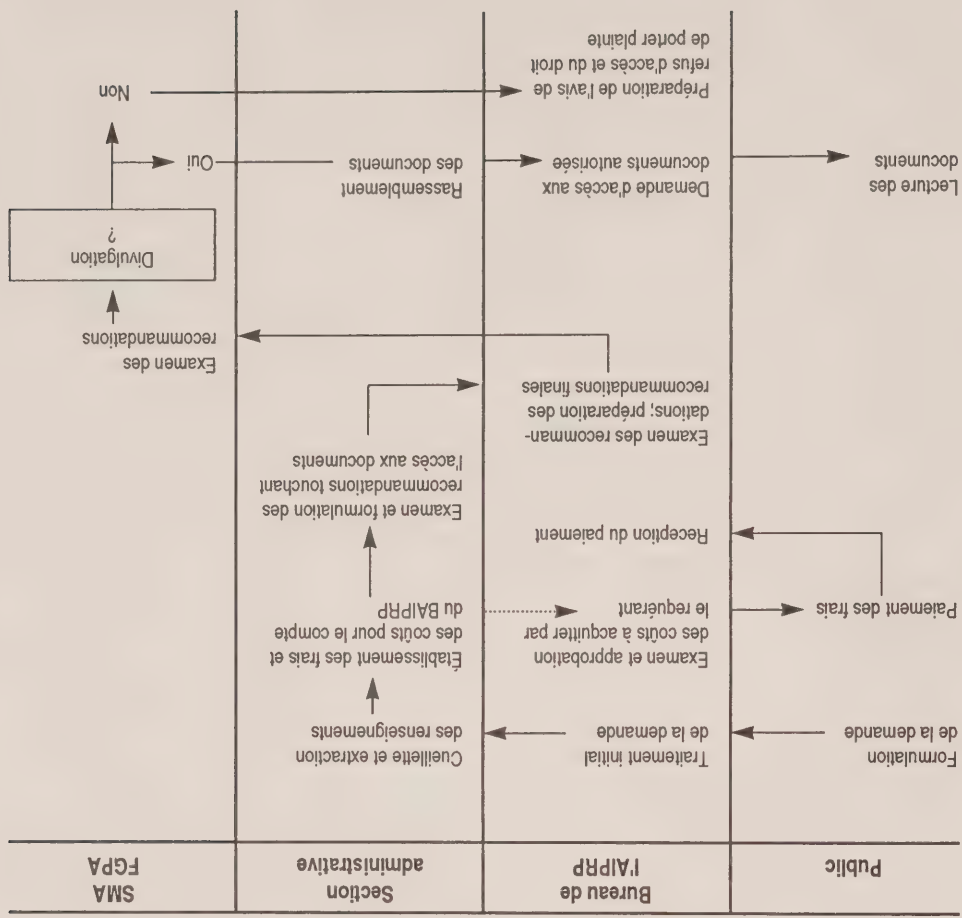 Public
Bureau de
l'AIPRP
Section
administrative
SMA
FGPA
Formulation
de la demande
Traitement initial
de la demande
Cueillette et extraction
des renseignements
Paiement des frais
Examen et approbation
des coûts à acquitter par
le requérant
Établissement des frais et
des coûts pour le compte
du BAIPRP
Reception du paiement
Examen et formulation des
recommandations touchant
l'accès aux documents
Examen des recomman-
dations; préparation des
recommandations finales
Examen des
recommandations
Divulgation
?
Lecture des
documents
Demande d'accès aux
documents autorisée
Rassemblement
des documents
Oui
Non
Préparation de l'avis de
refus d'accès et du droit
de porter plainte